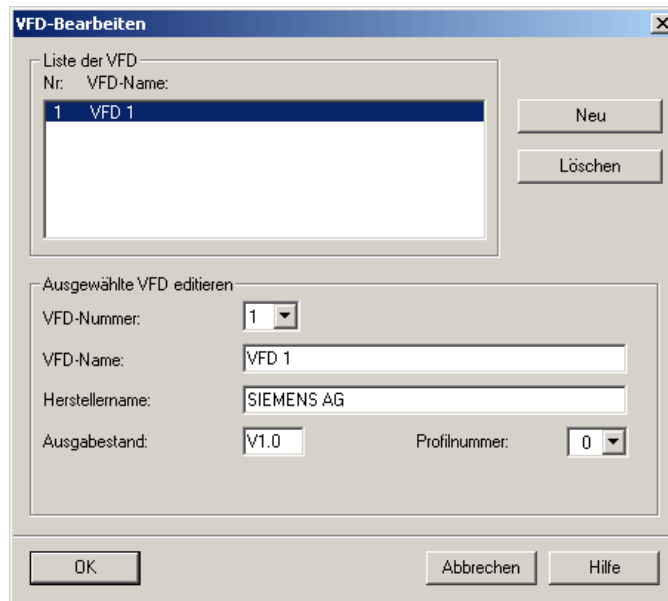 VFD-Bearbeiten
Liste der VFD
Nr: VFD-Name:
1 VFD 1
Neu
Löschen
Ausgewählte VFD editieren
VFD-Nummer: 1
VFD-Name: VFD 1
Herstellername: SIEMENS AG
Ausgabestand: V1.0 Profilnummer: 0
OK Abbrechen Hilfe